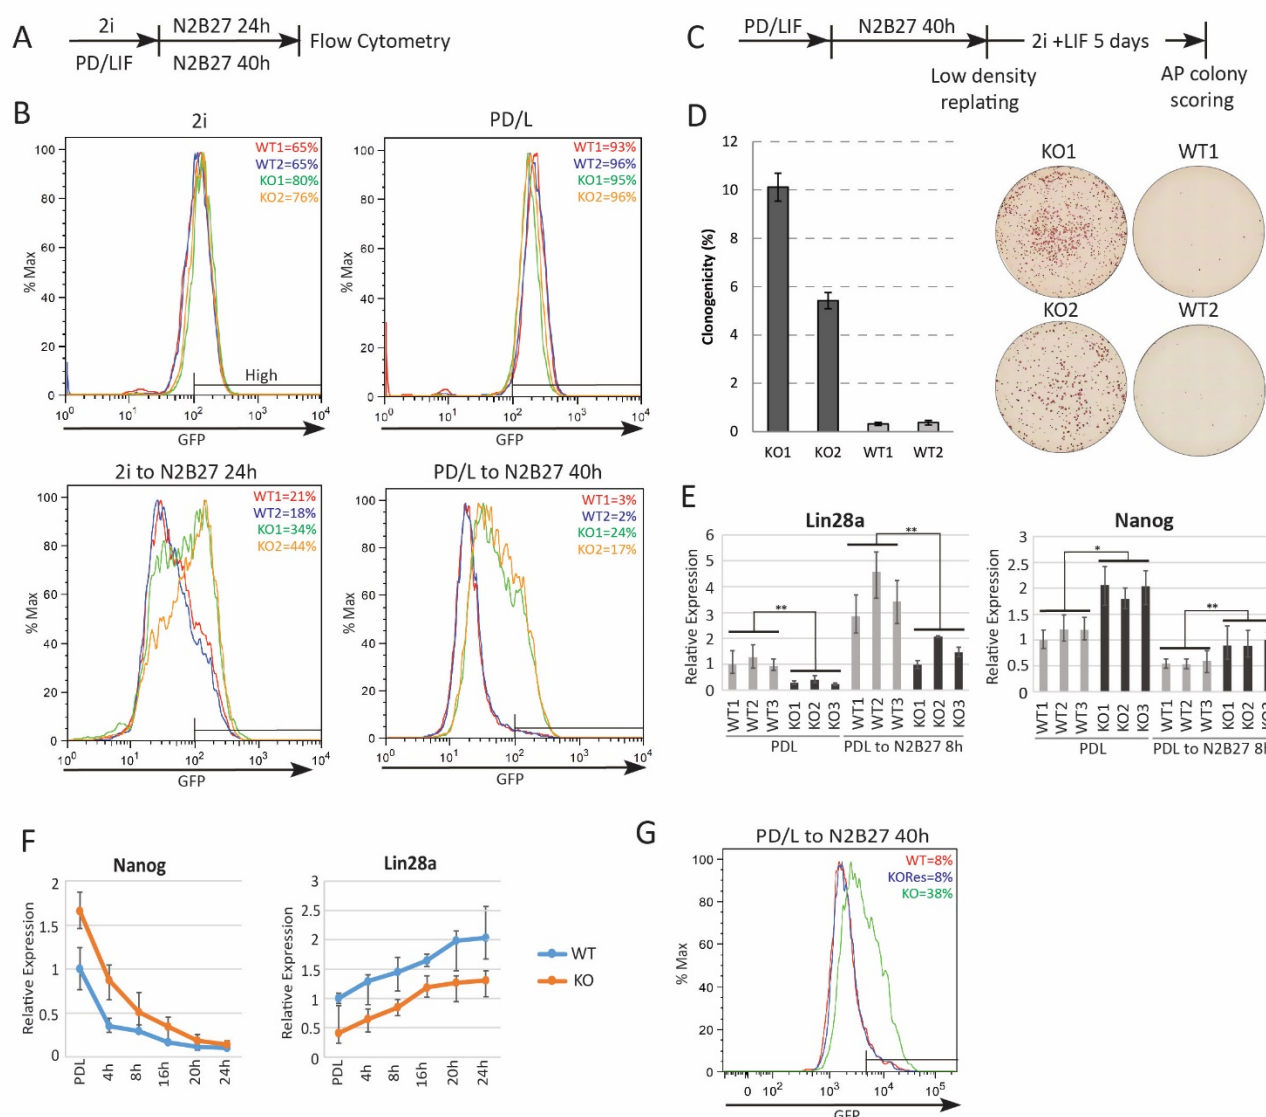 A
2i
N2B27 24h
PD/LIF
N2B27 40h
Flow Cytometry
B
2i
WT1=65%
WT2=65%
KO1=80%
KO2=76%
% Max
100
80
60
40
20
0
High
10^0
10^1
10^2
10^3
10^4
GFP
PD/L
WT1=93%
WT2=96%
KO1=95%
KO2=96%
% Max
100
80
60
40
20
0
10^0
10^1
10^2
10^3
10^4
GFP
2i to N2B27 24h
WT1=21%
WT2=18%
KO1=34%
KO2=44%
% Max
100
80
60
40
20
0
10^0
10^1
10^2
10^3
10^4
GFP
PD/L to N2B27 40h
WT1=3%
WT2=2%
KO1=24%
KO2=17%
% Max
100
80
60
40
20
0
10^0
10^1
10^2
10^3
10^4
GFP
C
PD/LIF
N2B27 40h
2i +LIF 5 days
Low density
replating
AP colony
scoring
D
Clonogenicity (%)
12
10
8
6
4
2
0
KO1
KO2
WT1
WT2
KO1
WT1
KO2
WT2
E
Lin28a
Relative Expression
6
5
4
3
2
1
0
**
**
WT1
WT2
WT3
KO1
KO2
KO3
WT1
WT2
WT3
KO1
KO2
KO3
PDL
PDL to N2B27 8h
Nanog
Relative Expression
3
2.5
2
1.5
1
0.5
0
*
**
WT1
WT2
WT3
KO1
KO2
KO3
WT1
WT2
WT3
KO1
KO2
KO3
PDL
PDL to N2B27 8h
F
Nanog
Relative Expression
2
1.5
1
0.5
0
PDL
4h
8h
16h
20h
24h
Lin28a
Relative Expression
3
2.5
2
1.5
1
0.5
0
PDL
4h
8h
16h
20h
24h
WT
KO
G
PD/L to N2B27 40h
WT=8%
KORes=8%
KO=38%
% Max
100
80
60
40
20
0
0
10^2
10^3
10^4
10^5
GFP